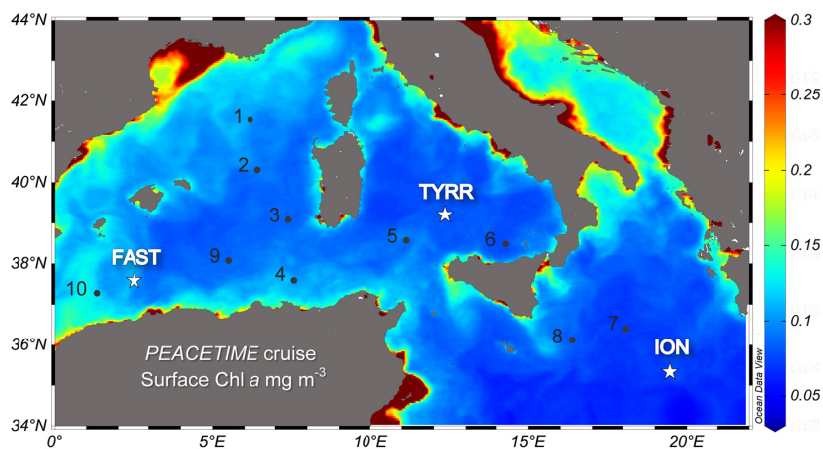 44°N
42°N
40°N
38°N
36°N
34°N
0°
5°E
10°E
15°E
20°E
1
2
3
TYRR
5
6
FAST
9
4
10
7
8
ION
PEACETIME cruise
Surface Chl a mg m-3
Ocean Data View
0.3
0.25
0.2
0.15
0.1
0.05